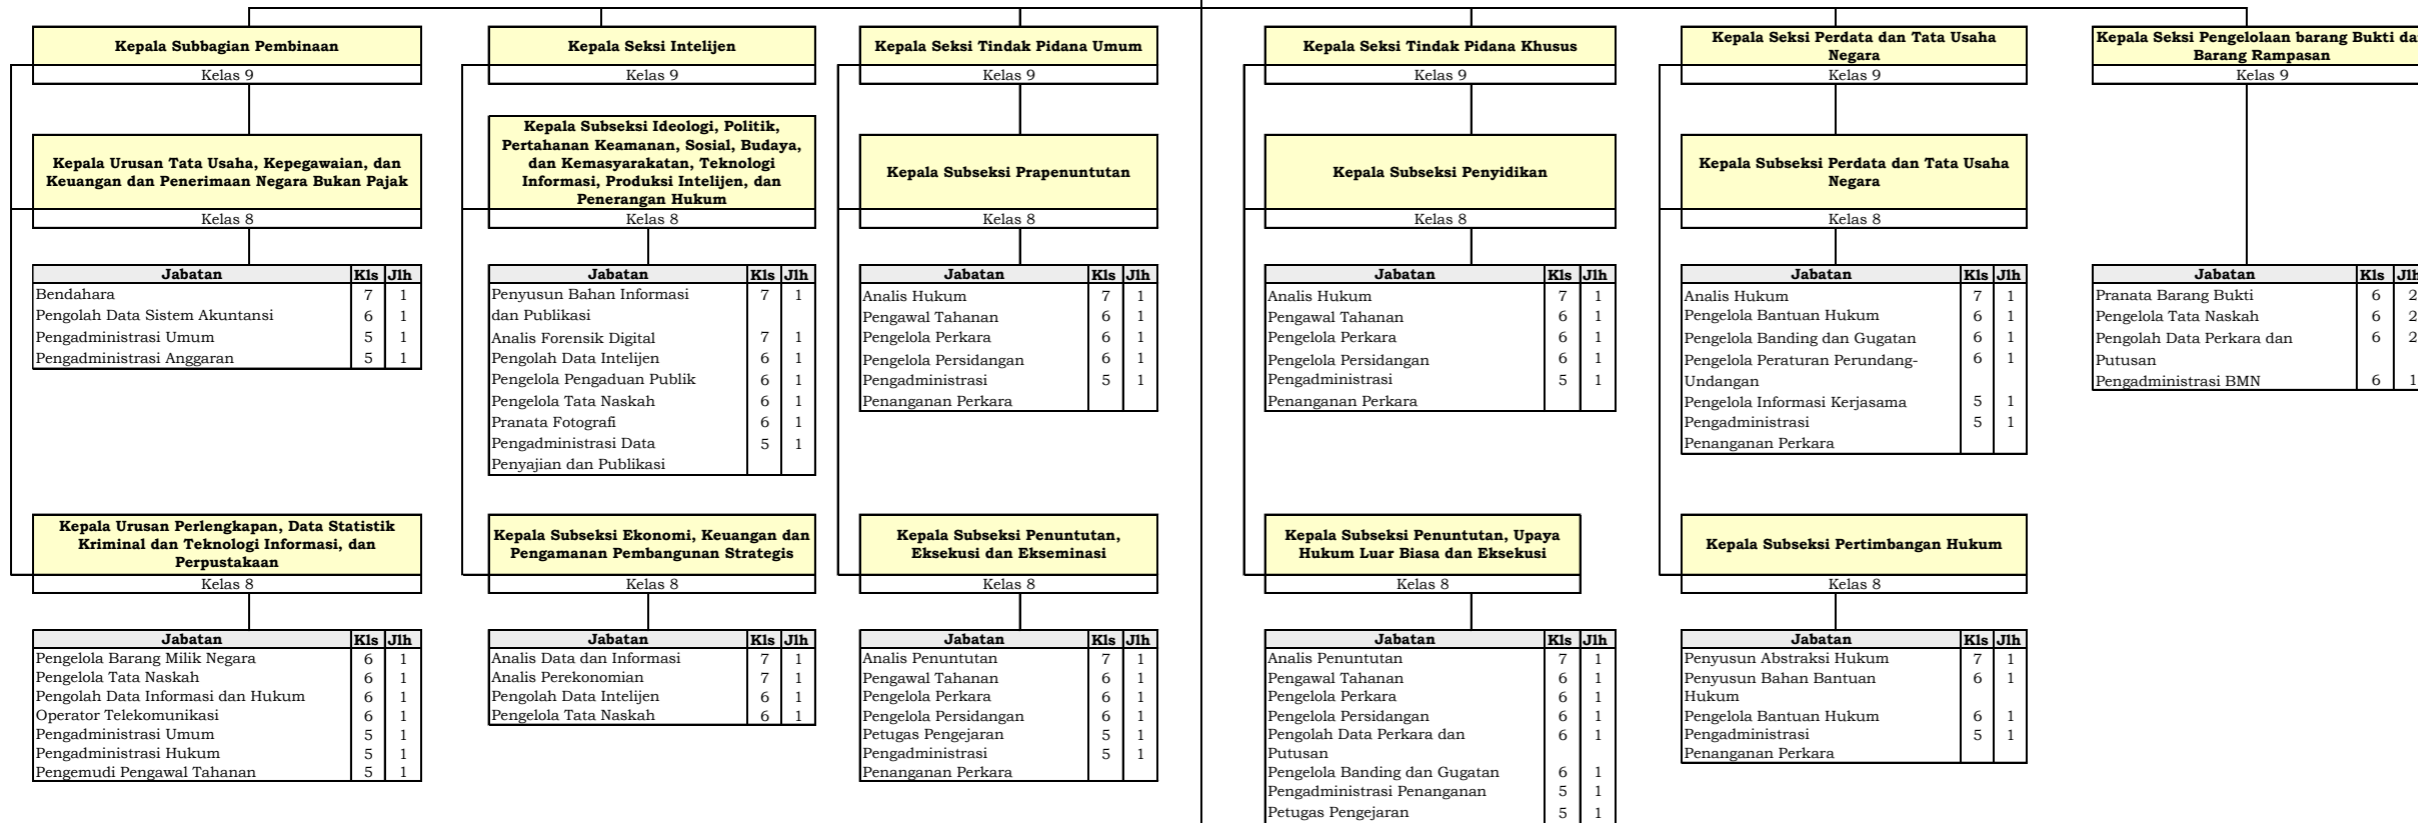 Kepala Subbagian Pembinaan
Kelas 9
Kepala Seksi Intelijen
Kelas 9
Kepala Seksi Tindak Pidana Umum
Kelas 9
Kepala Seksi Tindak Pidana Khusus
Kelas 9
Kepala Seksi Perdata dan Tata Usaha
Negara
Kelas 9
Kepala Seksi Pengelolaan barang Bukti da
Barang Rampasan
Kelas 9
Kepala Urusan Tata Usaha, Kepegawaian, dan
Keuangan dan Penerimaan Negara Bukan Pajak
Kelas 8
Kepala Subseksi Ideologi, Politik,
Pertahanan Keamanan, Sosial, Budaya,
dan Kemasyarakatan, Teknologi
Informasi, Produksi Intelijen, dan
Penerangan Hukum
Kelas 8
Kepala Subseksi Prapenuntutan
Kelas 8
Kepala Subseksi Penyidikan
Kelas 8
Kepala Subseksi Perdata dan Tata Usaha
Negara
Kelas 8
Jabatan Kls Jlh
Bendahara 7 1
Pengolah Data Sistem Akuntansi 6 1
Pengadministrasi Umum 5 1
Pengadministrasi Anggaran 5 1
Jabatan Kls Jlh
Penyusun Bahan Informasi 7 1
dan Publikasi
Analis Forensik Digital 7 1
Pengolah Data Intelijen 6 1
Pengelola Pengaduan Publik 6 1
Pengelola Tata Naskah 6 1
Pranata Fotografi 6 1
Pengadministrasi Data 5 1
Penyajian dan Publikasi
Jabatan Kls Jlh
Analis Hukum 7 1
Pengawal Tahanan 6 1
Pengelola Perkara 6 1
Pengelola Persidangan 6 1
Pengadministrasi 5 1
Penanganan Perkara
Jabatan Kls Jlh
Analis Hukum 7 1
Pengawal Tahanan 6 1
Pengelola Perkara 6 1
Pengelola Persidangan 6 1
Pengadministrasi 5 1
Penanganan Perkara
Jabatan Kls Jlh
Analis Hukum 7 1
Pengelola Bantuan Hukum 6 1
Pengelola Banding dan Gugatan 6 1
Pengelola Peraturan Perundang- 6 1
Undangan
Pengelola Informasi Kerjasama 5 1
Pengadministrasi 5 1
Penanganan Perkara
Jabatan Kls Jlh
Pranata Barang Bukti 6 2
Pengelola Tata Naskah 6 2
Pengolah Data Perkara dan 6 2
Putusan
Pengadministrasi BMN 6 1
Kepala Urusan Perlengkapan, Data Statistik
Kriminal dan Teknologi Informasi, dan
Perpustakaan
Kelas 8
Kepala Subseksi Ekonomi, Keuangan dan
Pengamanan Pembangunan Strategis
Kelas 8
Kepala Subseksi Penuntutan,
Eksekusi dan Ekseminasi
Kelas 8
Kepala Subseksi Penuntutan, Upaya
Hukum Luar Biasa dan Eksekusi
Kelas 8
Kepala Subseksi Pertimbangan Hukum
Kelas 8
Jabatan Kls Jlh
Pengelola Barang Milik Negara 6 1
Pengelola Tata Naskah 6 1
Pengolah Data Informasi dan Hukum 6 1
Operator Telekomunikasi 6 1
Pengadministrasi Umum 5 1
Pengadministrasi Hukum 5 1
Pengemudi Pengawal Tahanan 5 1
Jabatan Kls Jlh
Analis Data dan Informasi 7 1
Analis Perekonomian 7 1
Pengolah Data Intelijen 6 1
Pengelola Tata Naskah 6 1
Jabatan Kls Jlh
Analis Penuntutan 7 1
Pengawal Tahanan 6 1
Pengelola Perkara 6 1
Pengelola Persidangan 6 1
Petugas Pengejaran 5 1
Pengadministrasi 5 1
Penanganan Perkara
Jabatan Kls Jlh
Analis Penuntutan 7 1
Pengawal Tahanan 6 1
Pengelola Perkara 6 1
Pengelola Persidangan 6 1
Pengolah Data Perkara dan 6 1
Putusan
Pengelola Banding dan Gugatan 6 1
Pengadministrasi Penanganan 5 1
Petugas Pengejaran 5 1
Jabatan Kls Jlh
Penyusun Abstraksi Hukum 7 1
Penyusun Bahan Bantuan 6 1
Hukum
Pengelola Bantuan Hukum 6 1
Pengadministrasi 5 1
Penanganan Perkara